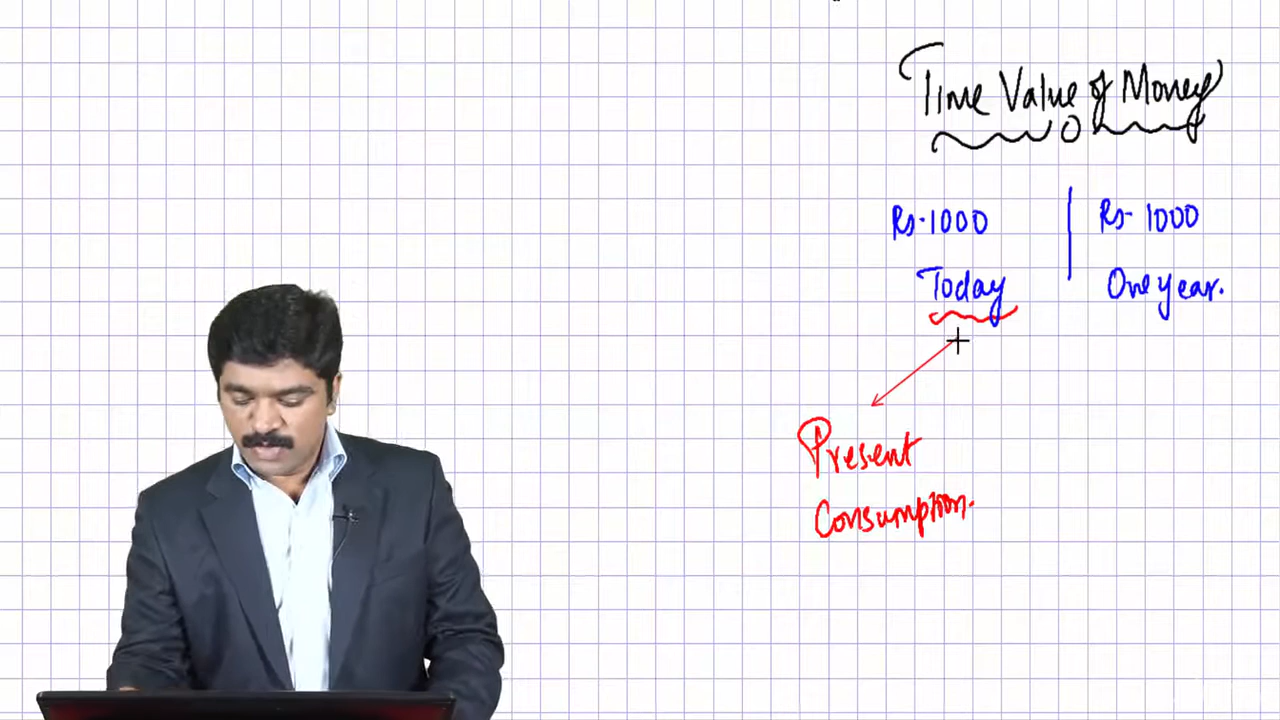 Time Value of Money
Rs. 1000
Today
Rs- 1000
One year.
Present
Consumption.